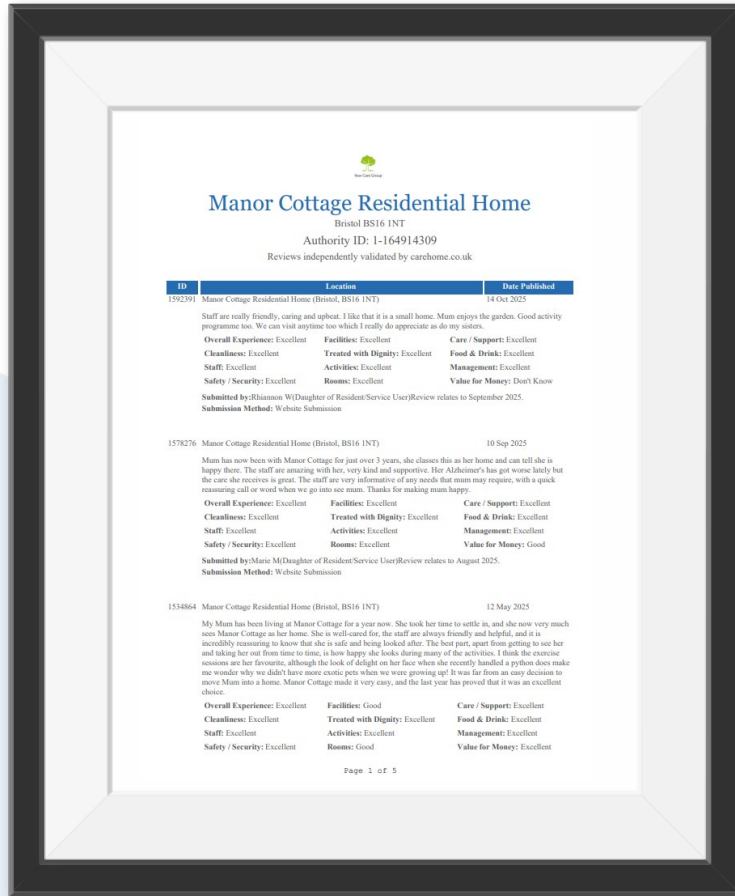 Your Care Group
Manor Cottage Residential Home
Bristol BS16 1NT
Authority ID: 1-164914309
Reviews independently validated by carehome.co.uk
ID Location Date Published
1592391 Manor Cottage Residential Home (Bristol, BS16 1NT) 14 Oct 2025
Staff are really friendly, caring and upbeat. I like that it is a small home. Mum enjoys the garden. Good activity
programme too. We can visit anytime too which I really do appreciate as do my sisters.
Overall Experience: Excellent Facilities: Excellent Care / Support: Excellent
Cleanliness: Excellent Treated with Dignity: Excellent Food & Drink: Excellent
Staff: Excellent Activities: Excellent Management: Excellent
Safety / Security: Excellent Rooms: Excellent Value for Money: Don't Know
Submitted by:Rhiannon W(Daughter of Resident/Service User)Review relates to September 2025.
Submission Method: Website Submission
1578276 Manor Cottage Residential Home (Bristol, BS16 1NT) 10 Sep 2025
Mum has now been with Manor Cottage for just over 3 years, she classes this as her home and can tell she is
happy there. The staff are amazing with her, very kind and supportive. Her Alzheimer's has got worse lately but
the care she receives is great. The staff are very informative of any needs that mum may require, with a quick
reassuring call or word when we go into see mum. Thanks for making mum happy.
Overall Experience: Excellent Facilities: Excellent Care / Support: Excellent
Cleanliness: Excellent Treated with Dignity: Excellent Food & Drink: Excellent
Staff: Excellent Activities: Excellent Management: Excellent
Safety / Security: Excellent Rooms: Excellent Value for Money: Good
Submitted by:Marie M(Daughter of Resident/Service User)Review relates to August 2025.
Submission Method: Website Submission
1534864 Manor Cottage Residential Home (Bristol, BS16 1NT) 12 May 2025
My Mum has been living at Manor Cottage for a year now. She took her time to settle in, and she now very much
sees Manor Cottage as her home. She is well-cared for, the staff are always friendly and helpful, and it is
incredibly reassuring to know that she is safe and being looked after. The best part, apart from getting to see her
and taking her out from time to time, is how happy she looks during many of the activities. I think the exercise
sessions are her favourite, although the look of delight on her face when she recently handled a python does make
me wonder why we didn't have more exotic pets when we were growing up! It was far from an easy decision to
move Mum into a home. Manor Cottage made it very easy, and the last year has proved that it was an excellent
choice.
Overall Experience: Excellent Facilities: Good Care / Support: Excellent
Cleanliness: Excellent Treated with Dignity: Excellent Food & Drink: Excellent
Staff: Excellent Activities: Excellent Management: Excellent
Safety / Security: Excellent Rooms: Good Value for Money: Excellent
Page 1 of 5